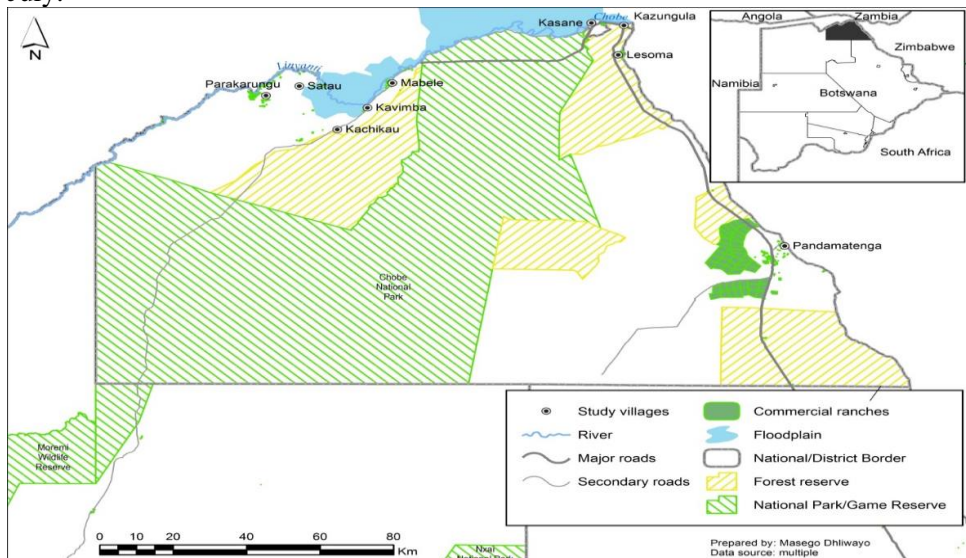 N
Angola
Zambia
Zimbabwe
Namibia
Botswana
South Africa
Kasane
Chobe
Kazungula
Lesoma
Parakarungu
Satau
Mabele
Kavimba
Kachikau
Pandamatenga
Chobe
National
Park
Moremi
Wildlife
Reserve
Nxai
Study villages
River
Major roads
Secondary roads
Commercial ranches
Floodplain
National/District Border
Forest reserve
National Park/Game Reserve
0 10 20 40 60 80
Km
Prepared by: Masego Dhliwayo
Data source: multiple